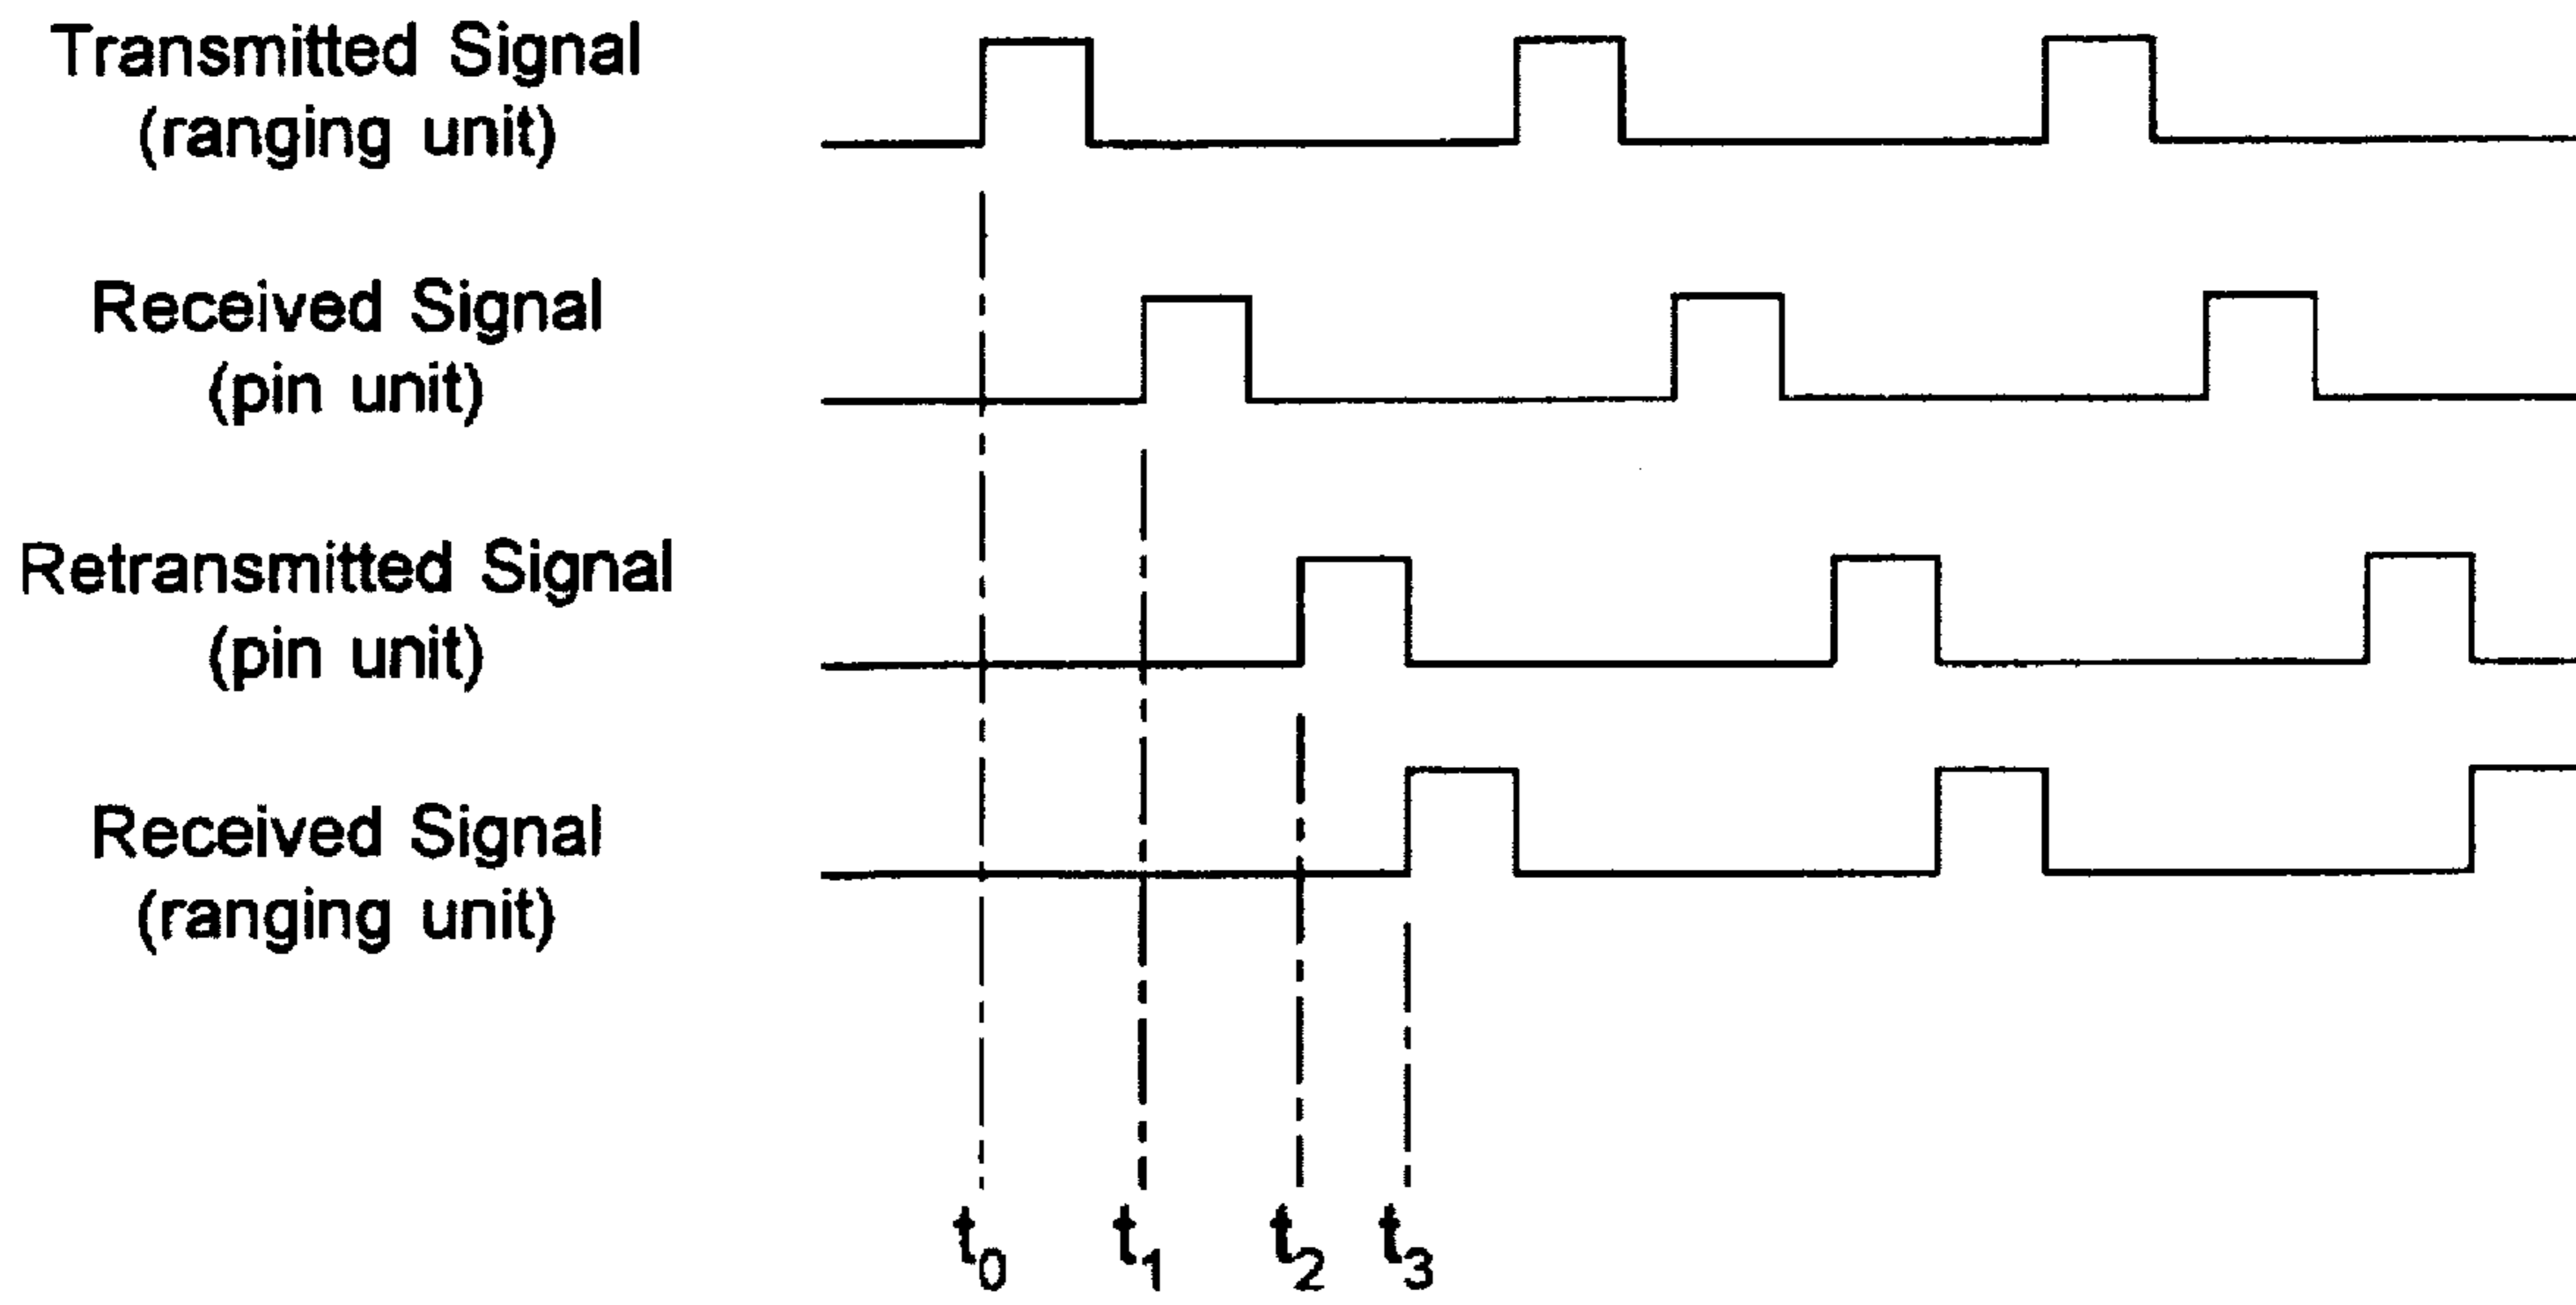 Transmitted Signal
(ranging unit)
Received Signal
(pin unit)
Retransmitted Signal
(pin unit)
Received Signal
(ranging unit)
t0 t1 t2 t3